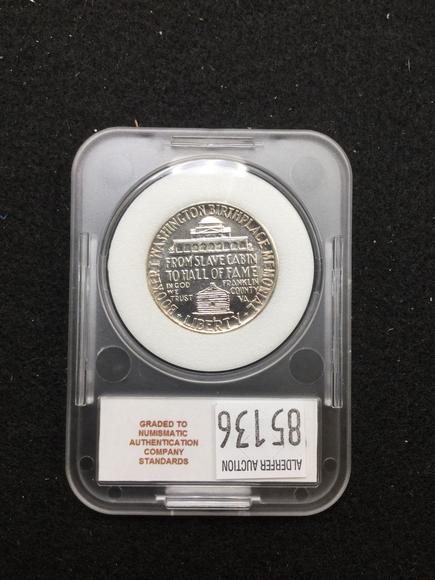 BOOKER T. WASHINGTON BIRTHPLACE MEMORIAL
FROM SLAVE CABIN
TO HALL OF FAME
IN GOD
WE
TRUST
FRANKLIN
COUNTY
VA.
LIBERTY
GRADED TO
NUMISMATIC
AUTHENTICATION
COMPANY
STANDARDS
85136
ALDERFER AUCTION